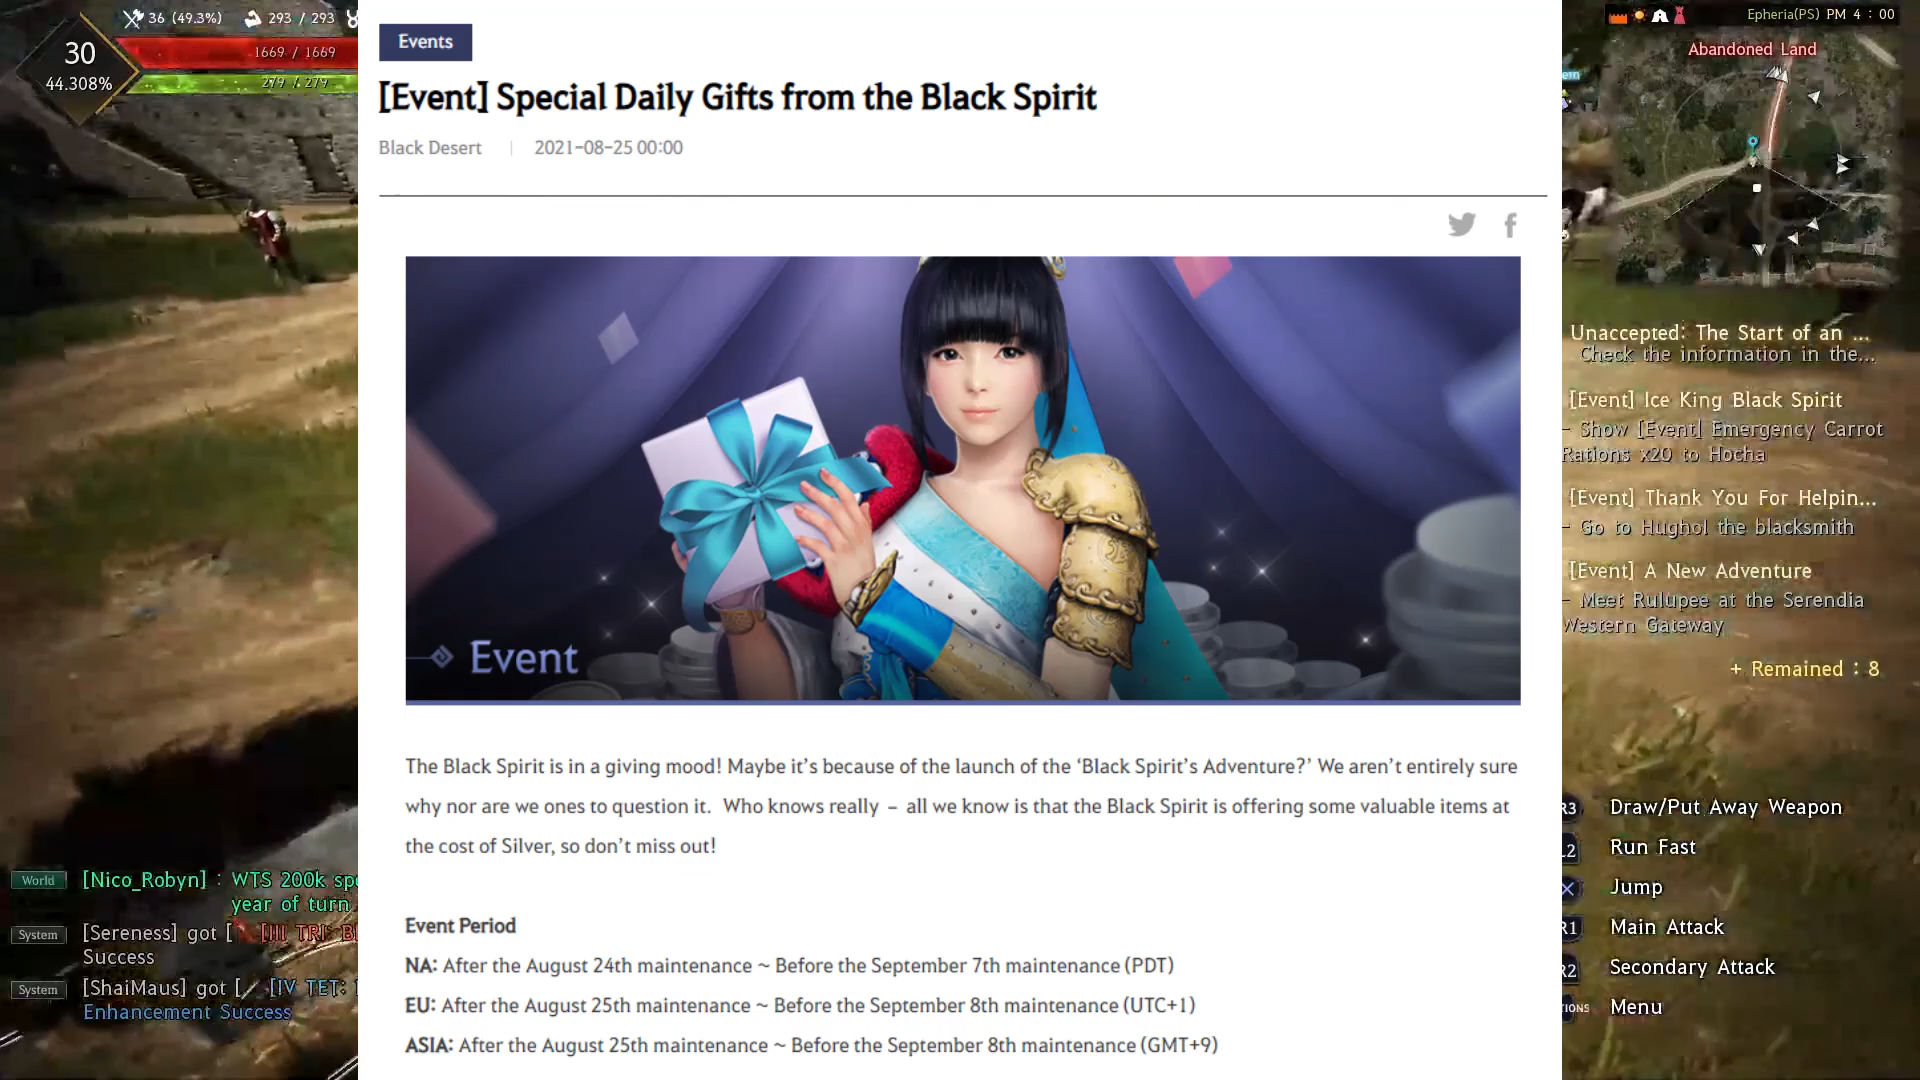 30
44.308%
36 (49.3%)
293 / 293
1669 / 1669
279 / 279
Events
[Event] Special Daily Gifts from the Black Spirit
Black Desert
2021-08-25 00:00
Event
The Black Spirit is in a giving mood! Maybe it’s because of the launch of the ‘Black Spirit’s Adventure?’ We aren’t entirely sure
why nor are we ones to question it.  Who knows really – all we know is that the Black Spirit is offering some valuable items at
the cost of Silver, so don’t miss out!
Event Period
NA: After the August 24th maintenance ~ Before the September 7th maintenance (PDT)
EU: After the August 25th maintenance ~ Before the September 8th maintenance (UTC+1)
ASIA: After the August 25th maintenance ~ Before the September 8th maintenance (GMT+9)
World [Nico_Robyn] : WTS 200k
year of turn
System [Sereness] got [ [III] TRI:
Success
System [ShaiMaus] got [ [IV] TET:
Enhancement Success
Epheria(PS) PM 4 : 00
Abandoned Land
Unaccepted: The Start of an ...
Check the information in the...
[Event] Ice King Black Spirit
- Show [Event] Emergency Carrot
Rations x20 to Hocha
[Event] Thank You For Helpin...
- Go to Hughol the blacksmith
[Event] A New Adventure
- Meet Rulupee at the Serendia
Western Gateway
+ Remained : 8
R3 Draw/Put Away Weapon
L2 Run Fast
Jump
R1 Main Attack
R2 Secondary Attack
Menu